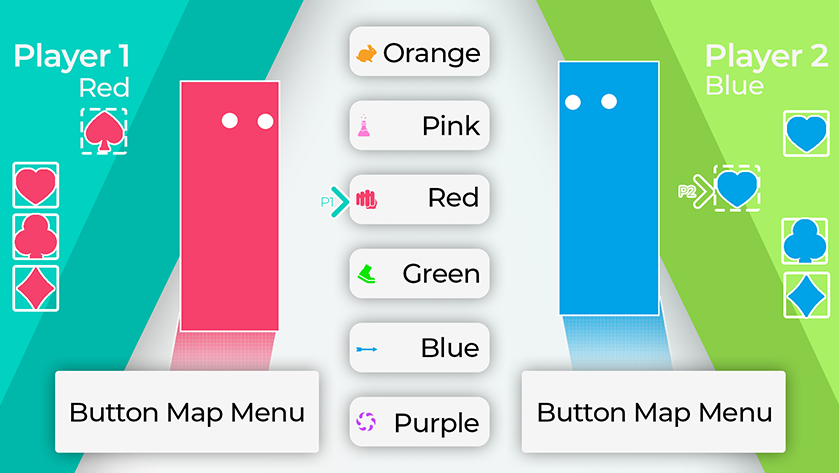 Player 1
Red
Orange
Pink
P1
Red
Green
Blue
Purple
Player 2
Blue
P2
Button Map Menu
Button Map Menu